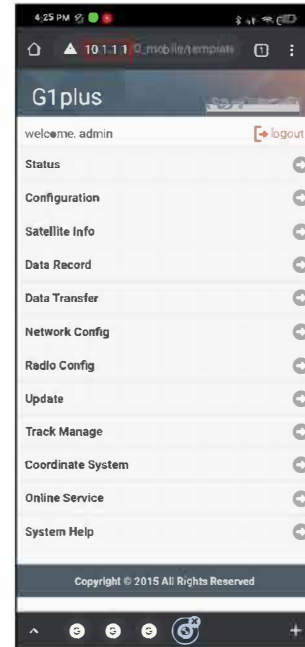 4:25 PM
10.1.1.1
1
G1plus
welcome, admin
logout
Status
Configuration
Satellite Info
Data Record
Data Transfer
Network Config
Radio Config
Update
Track Manage
Coordinate System
Online Service
System Help
Copyright © 2015 All Rights Reserved